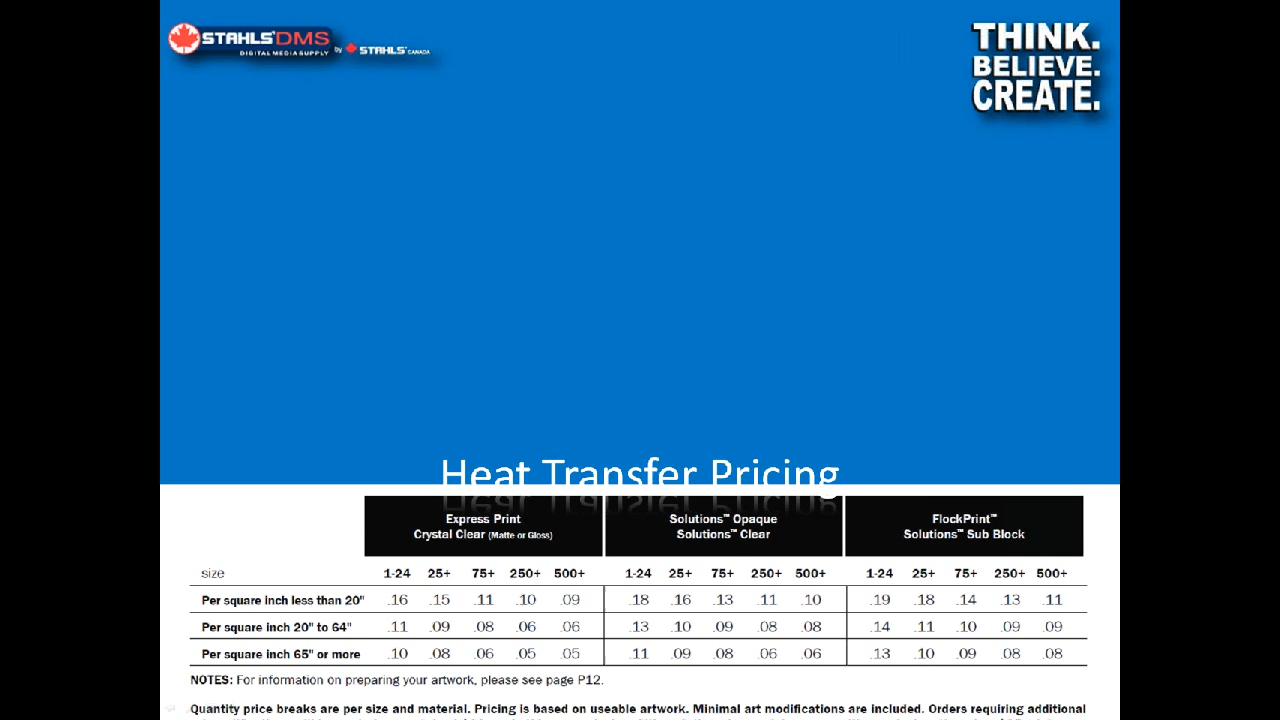 STAHLS' DMS
DIGITAL MEDIA SUPPLY by STAHLS' CANADA
THINK.
BELIEVE.
CREATE.
Heat Transfer Pricing
Express Print Solutions™ Opaque FlockPrint™
Crystal Clear (Matte or Gloss) Solutions™ Clear Solutions™ Sub Block
size 1-24 25+ 75+ 250+ 500+ 1-24 25+ 75+ 250+ 500+ 1-24 25+ 75+ 250+ 500+
Per square inch less than 20" .16 .15 .11 .10 .09 .18 .16 .13 .11 .10 .19 .18 .14 .13 .11
Per square inch 20" to 64" .11 .09 .08 .06 .06 .13 .10 .09 .08 .08 .14 .11 .10 .09 .09
Per square inch 65" or more .10 .08 .06 .05 .05 .11 .09 .08 .06 .06 .13 .10 .09 .08 .08
NOTES: For information on preparing your artwork, please see page P12.
Quantity price breaks are per size and material. Pricing is based on useable artwork. Minimal art modifications are included. Orders requiring additional